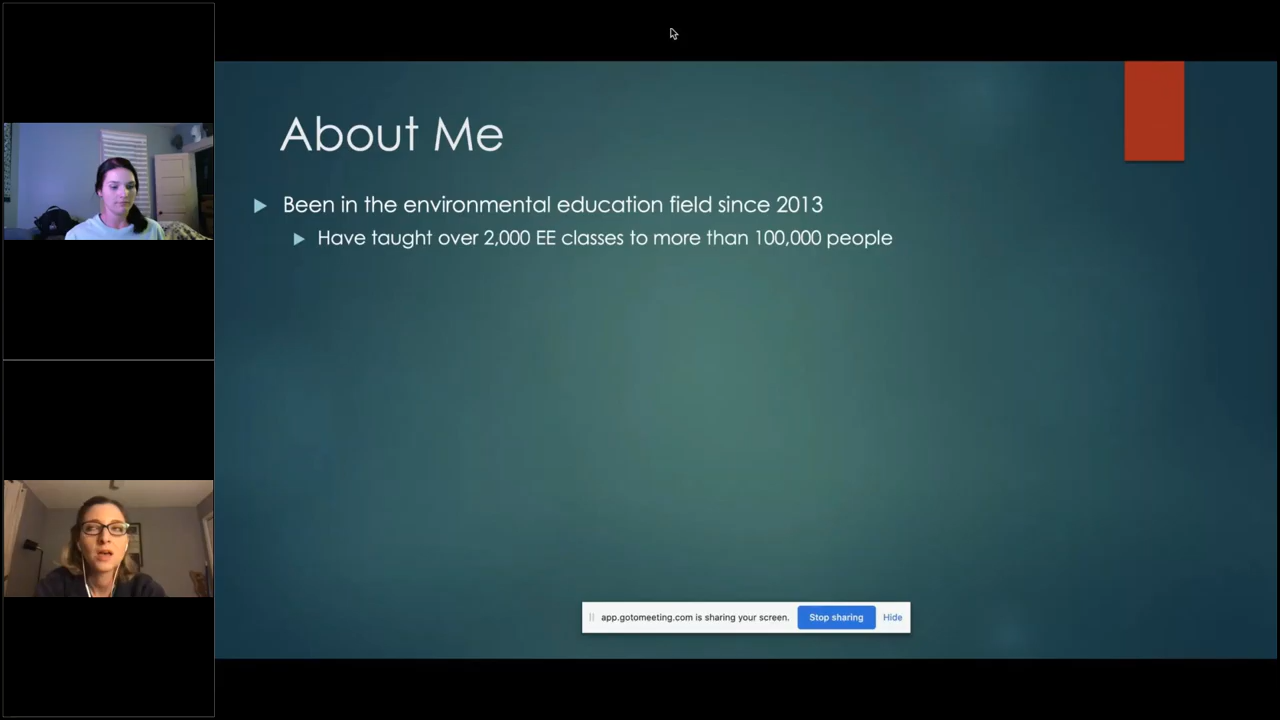 About Me
Been in the environmental education field since 2013
Have taught over 2,000 EE classes to more than 100,000 people
app.gotomeeting.com is sharing your screen. Stop sharing Hide